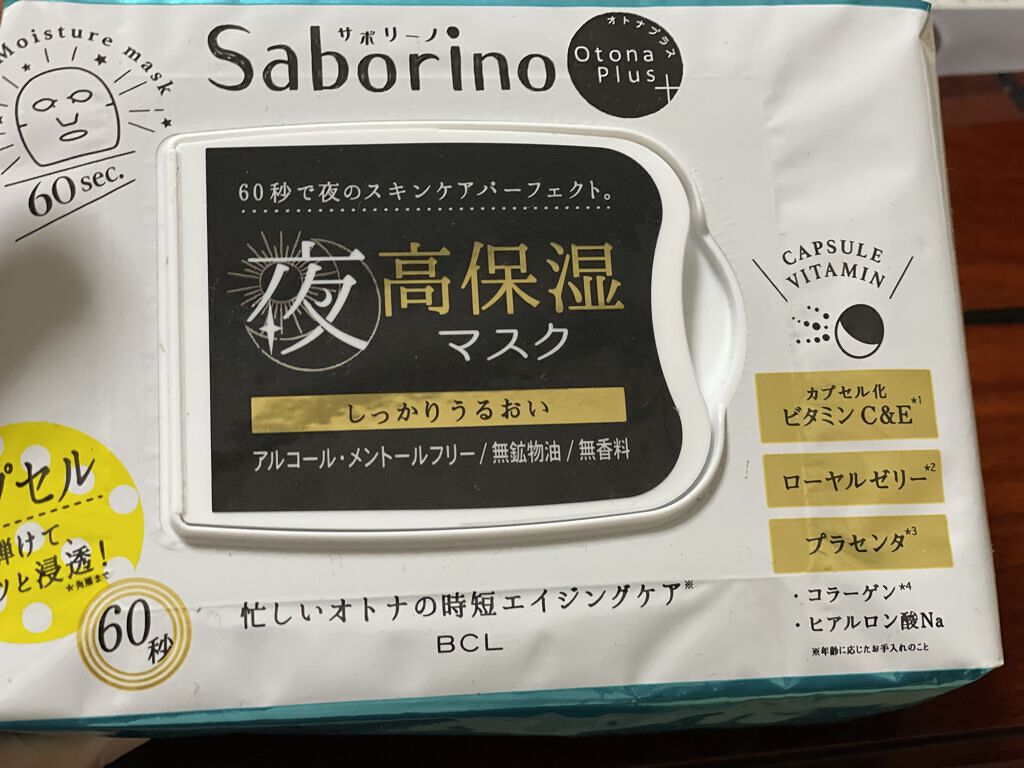 Moisture mask
60 sec.
サボリーノ
Saborino
オトナプラス
Otona
Plus
+
60秒で夜のスキンケアパーフェクト。
夜 高保湿
マスク
しっかりうるおい
アルコール・メントールフリー/無鉱物油/無香料
CAPSULE
VITAMIN
カプセル化
ビタミンC&E*1
ローヤルゼリー*2
プラセンタ*3
・コラーゲン*4
・ヒアルロン酸Na
※年齢に応じたお手入れのこと
プセル
弾けて、
ッと浸透!
*角層まで
60秒
忙しいオトナの時短エイジングケア※
BCL